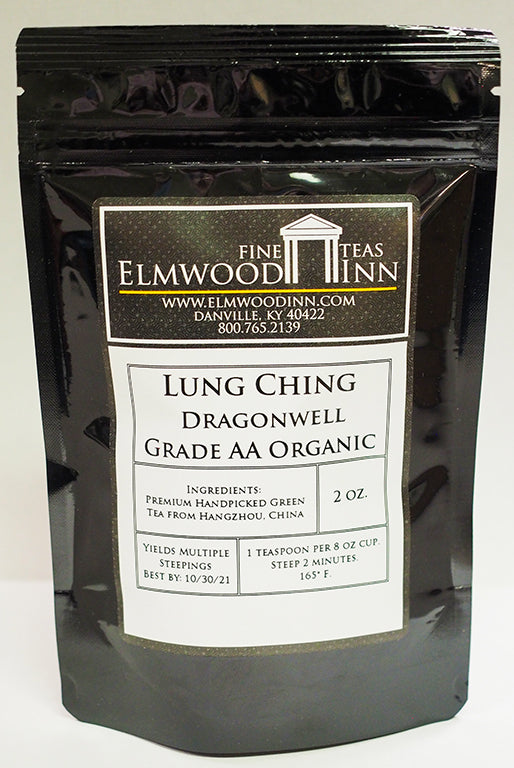 FINE TEAS
ELMWOOD INN
WWW.ELMWOODINN.COM
DANVILLE, KY 40422
800.765.2139
LUNG CHING
DRAGONWELL
GRADE AA ORGANIC
INGREDIENTS:
PREMIUM HANDPICKED GREEN
TEA FROM HANGZHOU, CHINA
2 OZ.
YIELDS MULTIPLE
STEEPINGS
BEST BY: 10/30/21
1 TEASPOON PER 8 OZ CUP.
STEEP 2 MINUTES.
165° F.